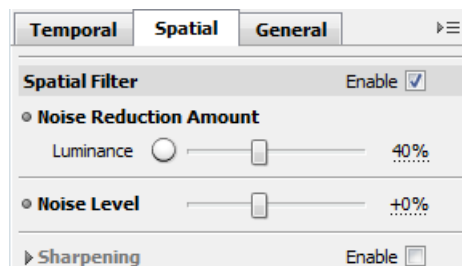 Temporal Spatial General
Spatial Filter Enable
Noise Reduction Amount
Luminance 40%
Noise Level +0%
Sharpening Enable